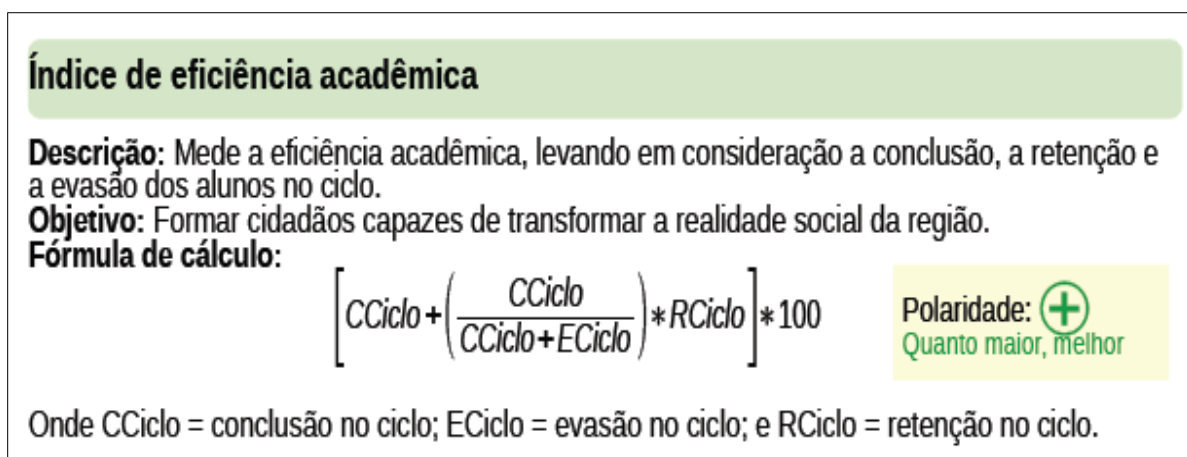 Índice de eficiência acadêmica
Descrição: Mede a eficiência acadêmica, levando em consideração a conclusão, a retenção e
a evasão dos alunos no ciclo.
Objetivo: Formar cidadãos capazes de transformar a realidade social da região.
Fórmula de cálculo:
[CCiclo+(CCiclo/(CCiclo+ECiclo))*RCiclo]*100
Polaridade: +
Quanto maior, melhor
Onde CCiclo = conclusão no ciclo; ECiclo = evasão no ciclo; e RCiclo = retenção no ciclo.